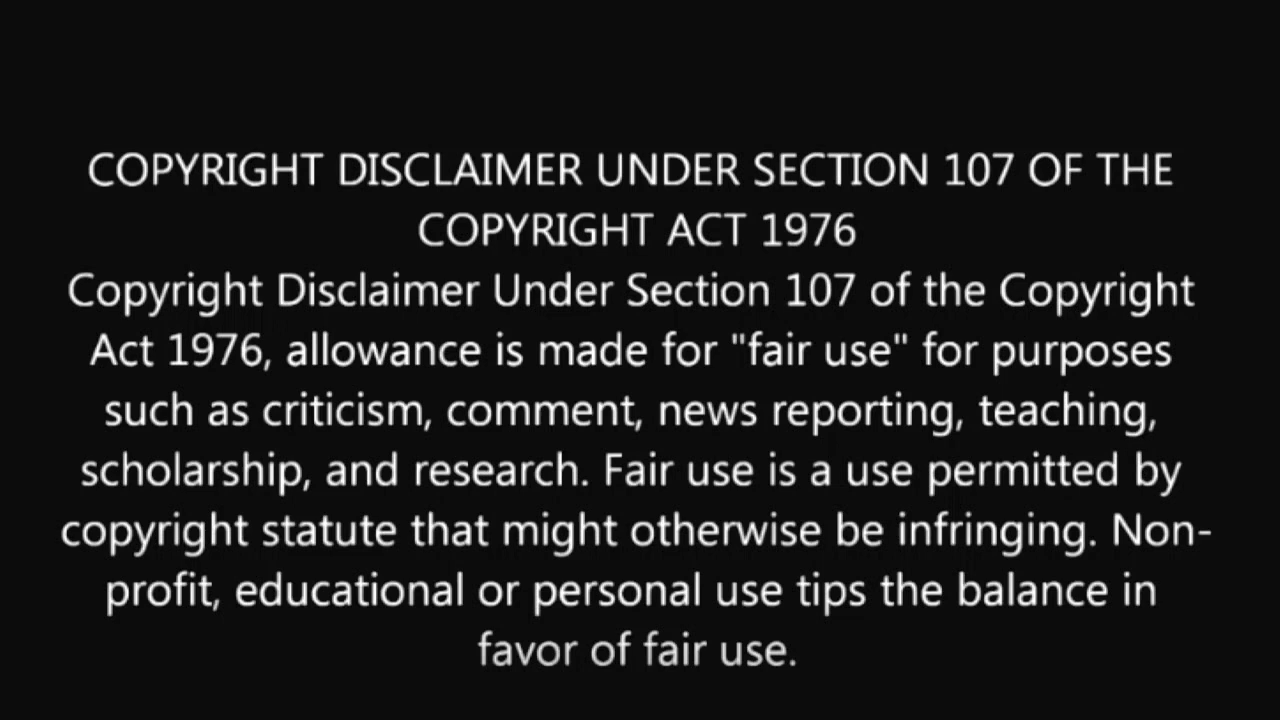 COPYRIGHT DISCLAIMER UNDER SECTION 107 OF THE
COPYRIGHT ACT 1976
Copyright Disclaimer Under Section 107 of the Copyright
Act 1976, allowance is made for "fair use" for purposes
such as criticism, comment, news reporting, teaching,
scholarship, and research. Fair use is a use permitted by
copyright statute that might otherwise be infringing. Non-
profit, educational or personal use tips the balance in
favor of fair use.